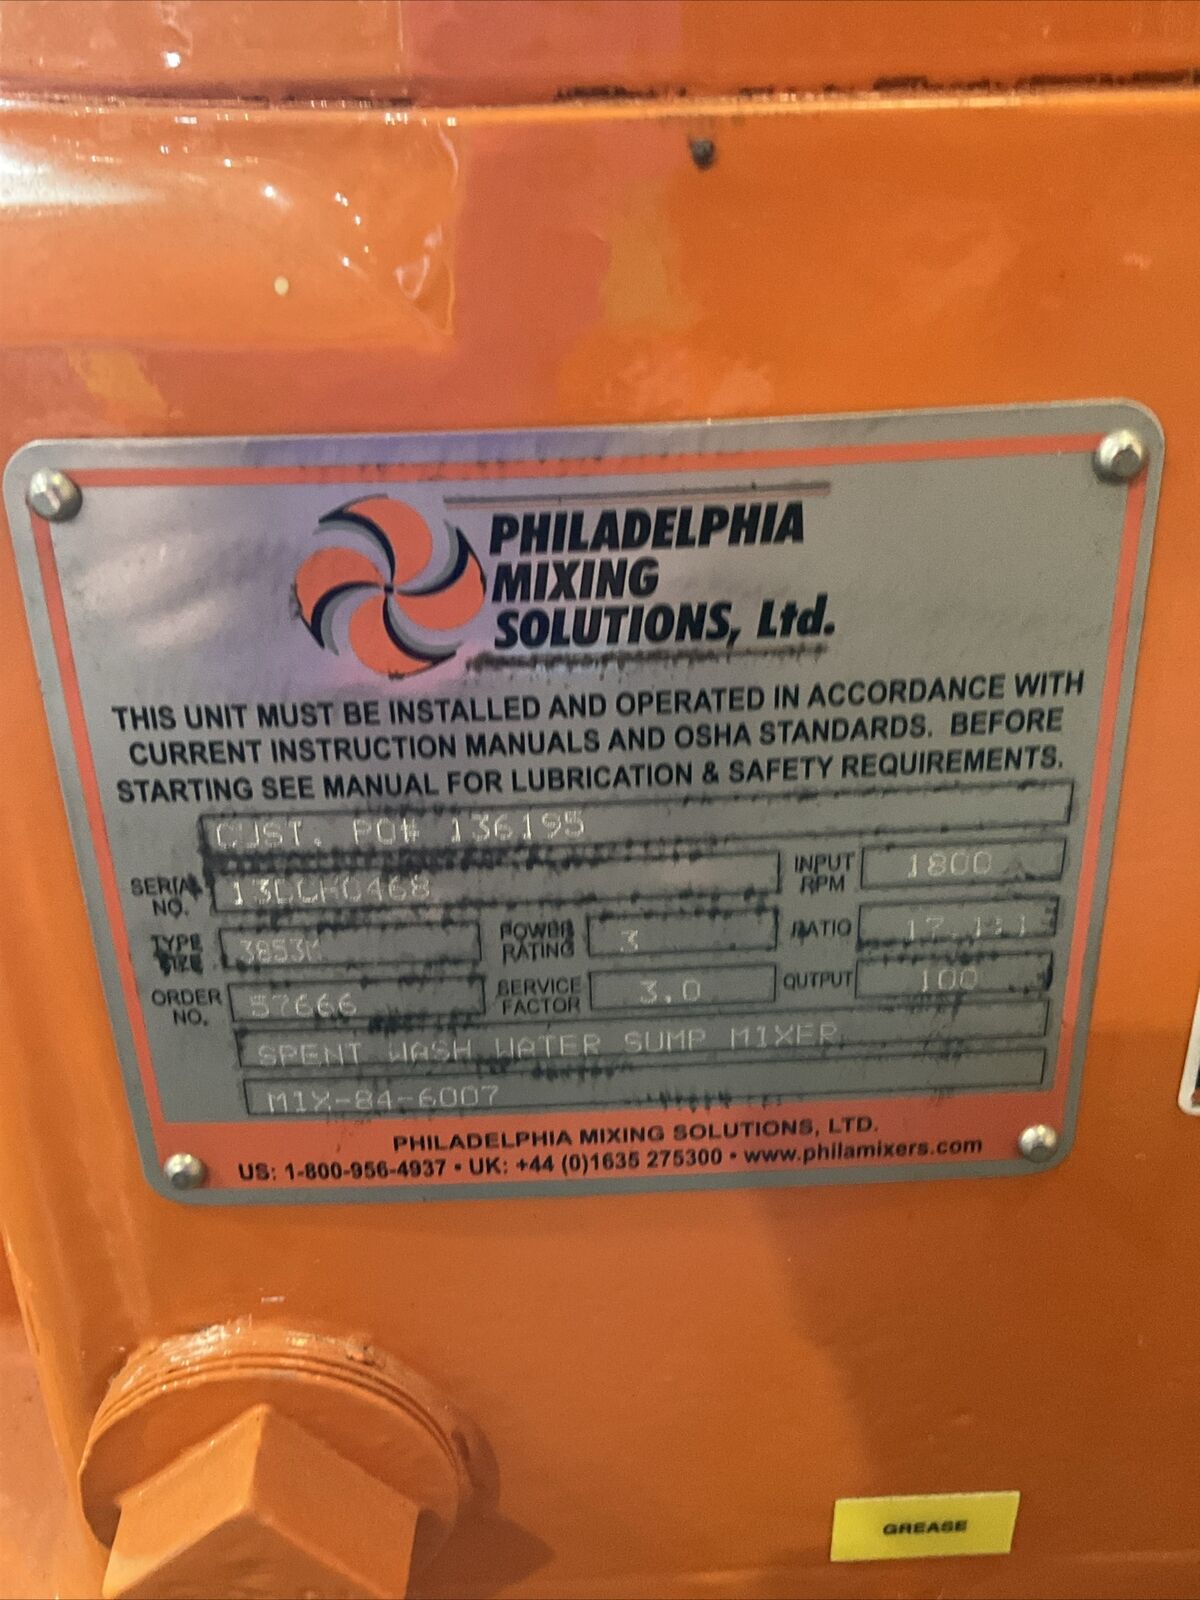 PHILADELPHIA
MIXING
SOLUTIONS, Ltd.
THIS UNIT MUST BE INSTALLED AND OPERATED IN ACCORDANCE WITH
CURRENT INSTRUCTION MANUALS AND OSHA STANDARDS. BEFORE
STARTING SEE MANUAL FOR LUBRICATION & SAFETY REQUIREMENTS.
CUST. PO# 136195
SERIAL NO. INPUT RPM 1800
TYPE SIZE 3853M POWER RATING 3 RATIO
ORDER NO. 57666 SERVICE FACTOR 3.0 OUTPUT 100
SPENT WASH WATER SUMP MIXER
MIX-84-6007
PHILADELPHIA MIXING SOLUTIONS, LTD.
US: 1-800-956-4937 • UK: +44 (0)1635 275300 • www.philamixers.com
GREASE